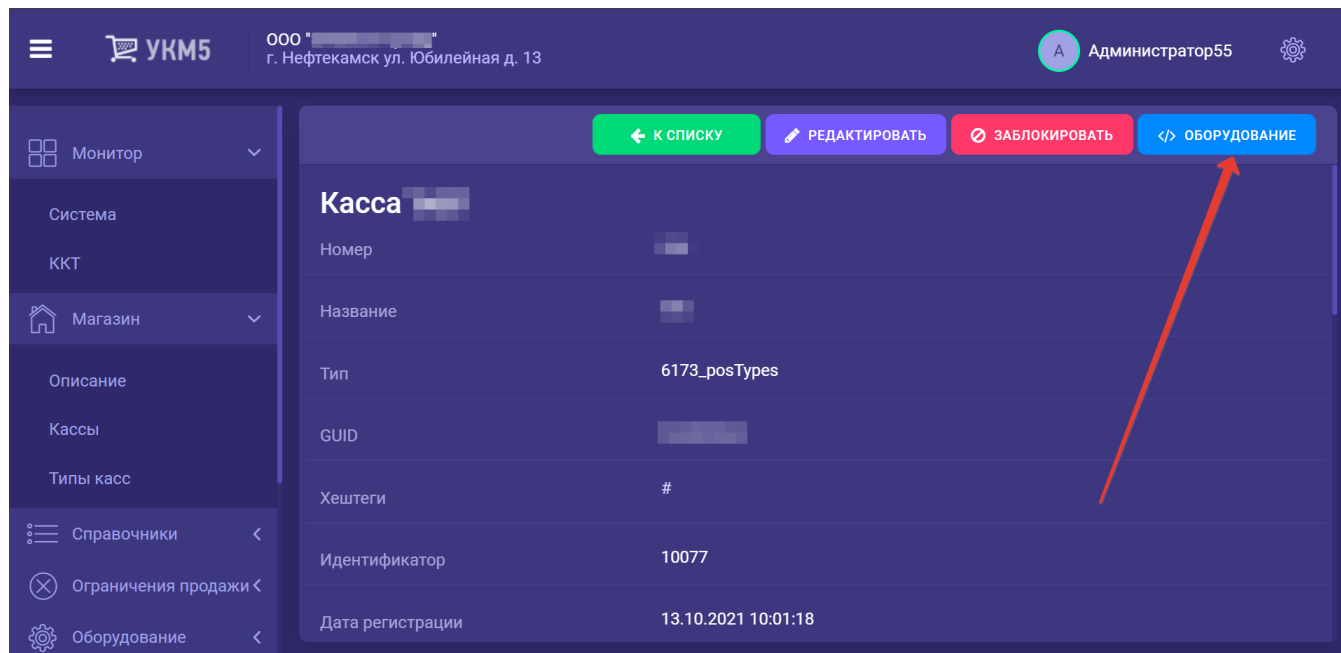 УКМ5
ООО " "
г. Нефтекамск ул. Юбилейная д. 13
А
Администратор55
Монитор
Система
ККТ
Магазин
Описание
Кассы
Типы касс
Справочники
Ограничения продажи
Оборудование
К СПИСКУ
РЕДАКТИРОВАТЬ
ЗАБЛОКИРОВАТЬ
</> ОБОРУДОВАНИЕ
Касса
Номер
Название
Тип 6173_posTypes
GUID
Хештеги #
Идентификатор 10077
Дата регистрации 13.10.2021 10:01:18